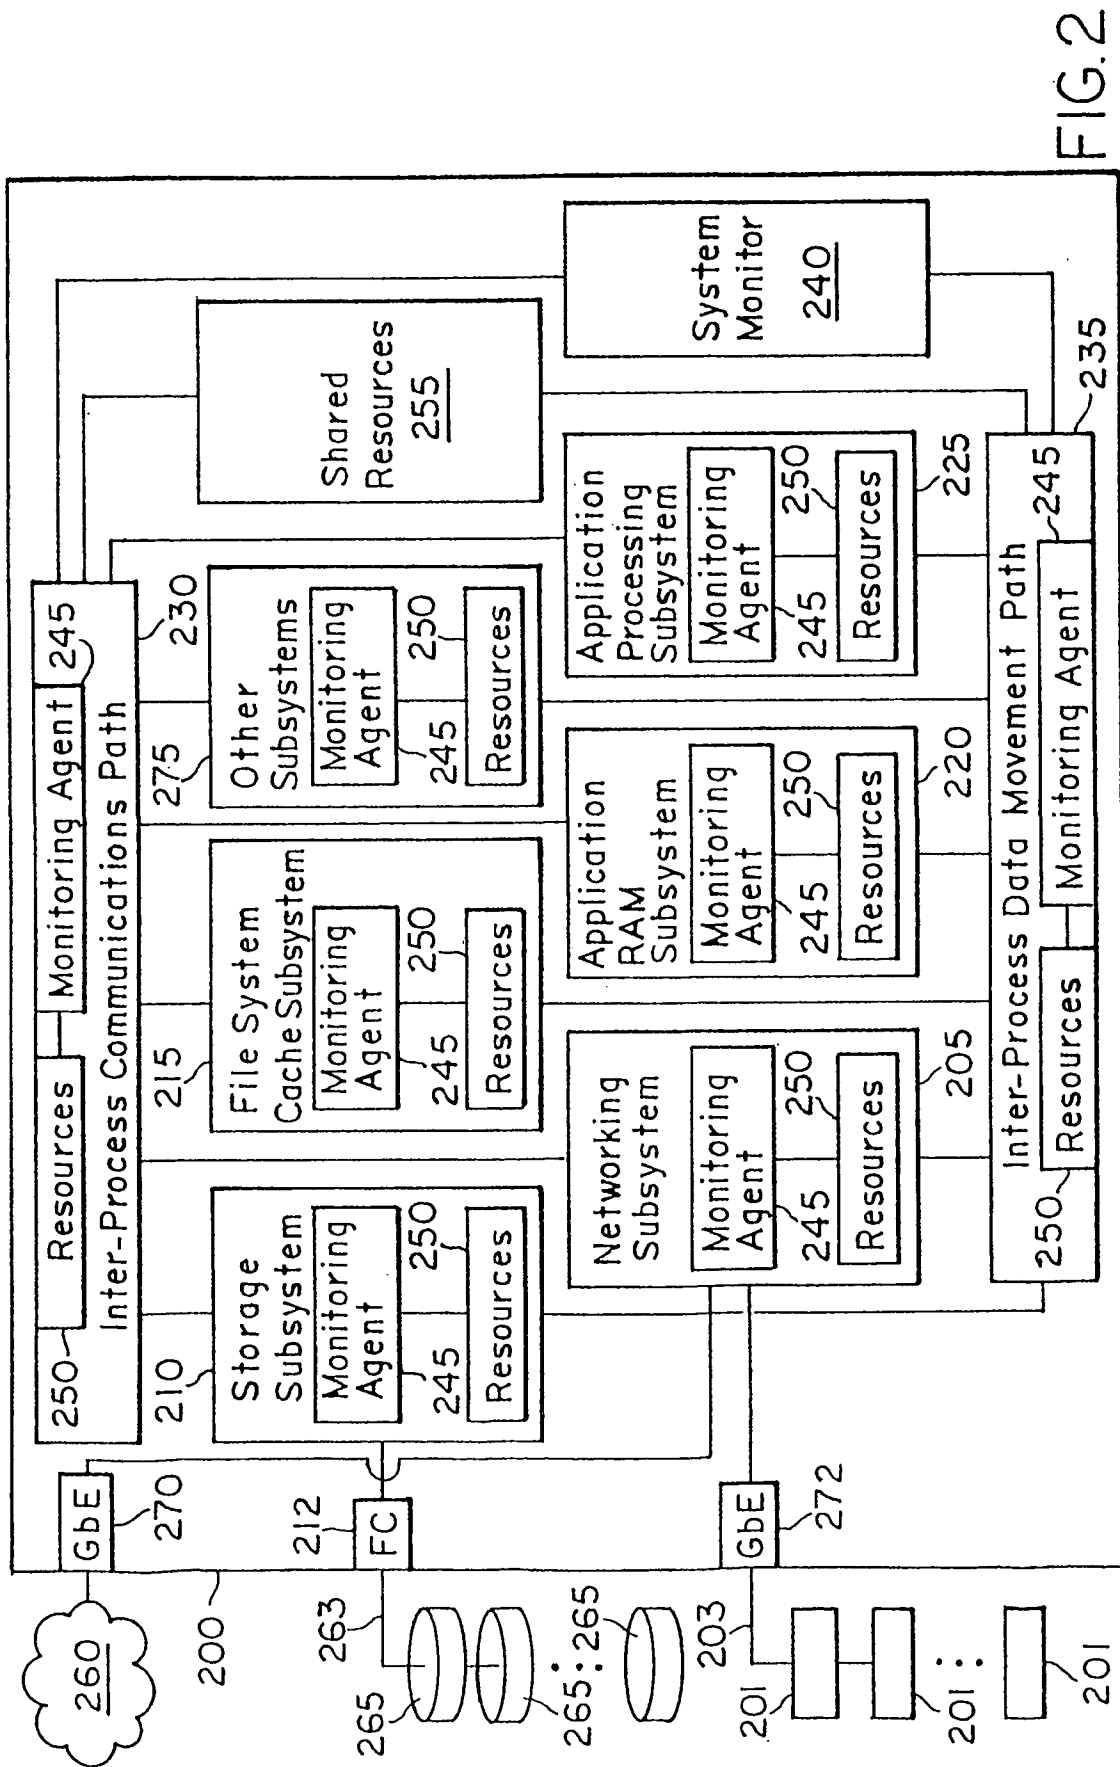 FIG. 2
260
GbE
270
200
250
Resources
Monitoring Agent
245
Inter-Process Communications Path
230
210
Storage
Subsystem
Monitoring
Agent
245
250
Resources
215
File System
Cache Subsystem
Monitoring
Agent
245
250
Resources
275
Other
Subsystems
Monitoring
Agent
245
250
Resources
Shared
Resources
255
System
Monitor
240
212
FC
263
265
265
265
Networking
Subsystem
Monitoring
Agent
245
250
Resources
205
Application
RAM
Subsystem
Monitoring
Agent
245
250
Resources
220
Application
Processing
Subsystem
Monitoring
Agent
245
250
Resources
225
GbE
272
203
201
201
201
Inter-Process Data Movement Path
235
250
Resources
Monitoring Agent
245